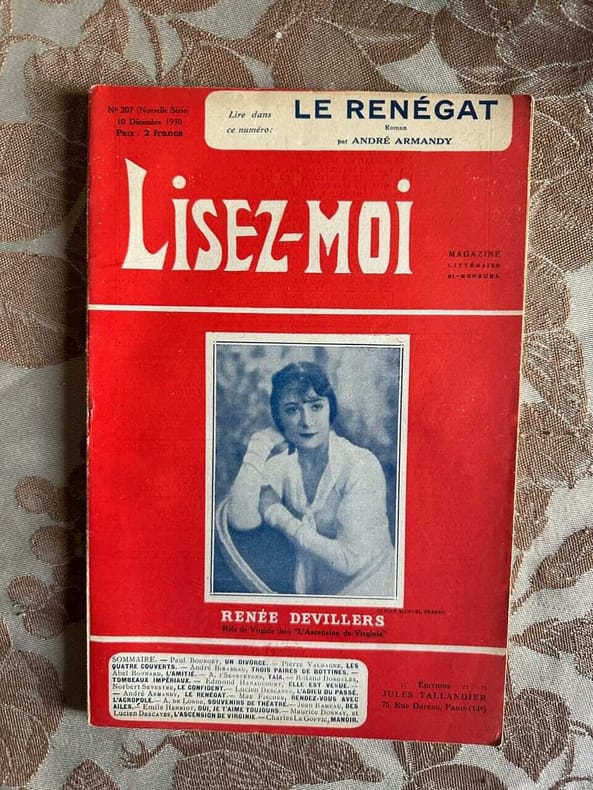 Nº 207 (Nouvelle Série)
10 Décembre 1930
Prix : 2 francs
Lire dans
ce numéro:
LE RENÉGAT
Roman
par ANDRÉ ARMANDY
LISEZ-MOI
MAGAZINE
LITTÉRAIRE
BI-MENSUEL
CLICHÉ MANUEL FRÈRES
RENÉE DEVILLERS
Rôle de Virginie dans "L'Ascension de Virginie"
SOMMAIRE. — Paul Bourget, UN DIVORCE. — Pierre Valdagne, LES
QUATRE COUVERTS. — André Birabeau, TROIS PAIRES DE BOTTINES. —
Abel Bonnard, L'AMITIÉ. — A. t'Serstevens, TAÏA. — Roland Dorgelès,
TOMBEAUX IMPÉRIAUX. — Edmond Haraucourt, ELLE EST VENUE. —
Norbert Sevestre, LE CONFIDENT. — Lucien Descaves, L'ADIEU DU PASSÉ.
— André Armandy, LE RENÉGAT. — Max Fischer, RENDEZ-VOUS AVEC
L'ACROPOLE. — A. de Lorde, SOUVENIRS DE THÉATRE. — Jean Rameau, DES
AILES. — Emile Henriot, OUI, JE T'AIME TOUJOURS. — Maurice Donnay, et
Lucien Descaves, L'ASCENSION DE VIRGINIE. — Charles Le Goffic, MANOIR.
Éditions
JULES TALLANDIER
75, Rue Dareau, PARIS (14e)